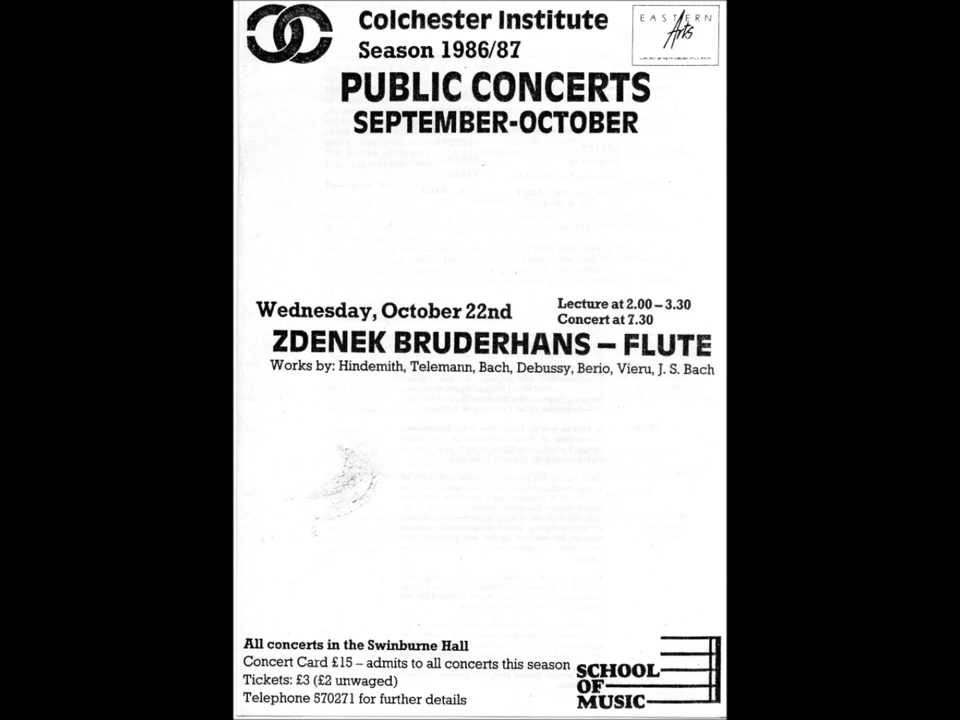 Colchester Institute
Season 1986/87
EASTERN
Arts
PUBLIC CONCERTS
SEPTEMBER-OCTOBER
Wednesday, October 22nd
Lecture at 2.00 – 3.30
Concert at 7.30
ZDENEK BRUDERHANS – FLUTE
Works by: Hindemith, Telemann, Bach, Debussy, Berio, Vieru, J. S. Bach
All concerts in the Swinburne Hall
Concert Card £15 – admits to all concerts this season
Tickets: £3 (£2 unwaged)
Telephone 570271 for further details
SCHOOL
OF
MUSIC